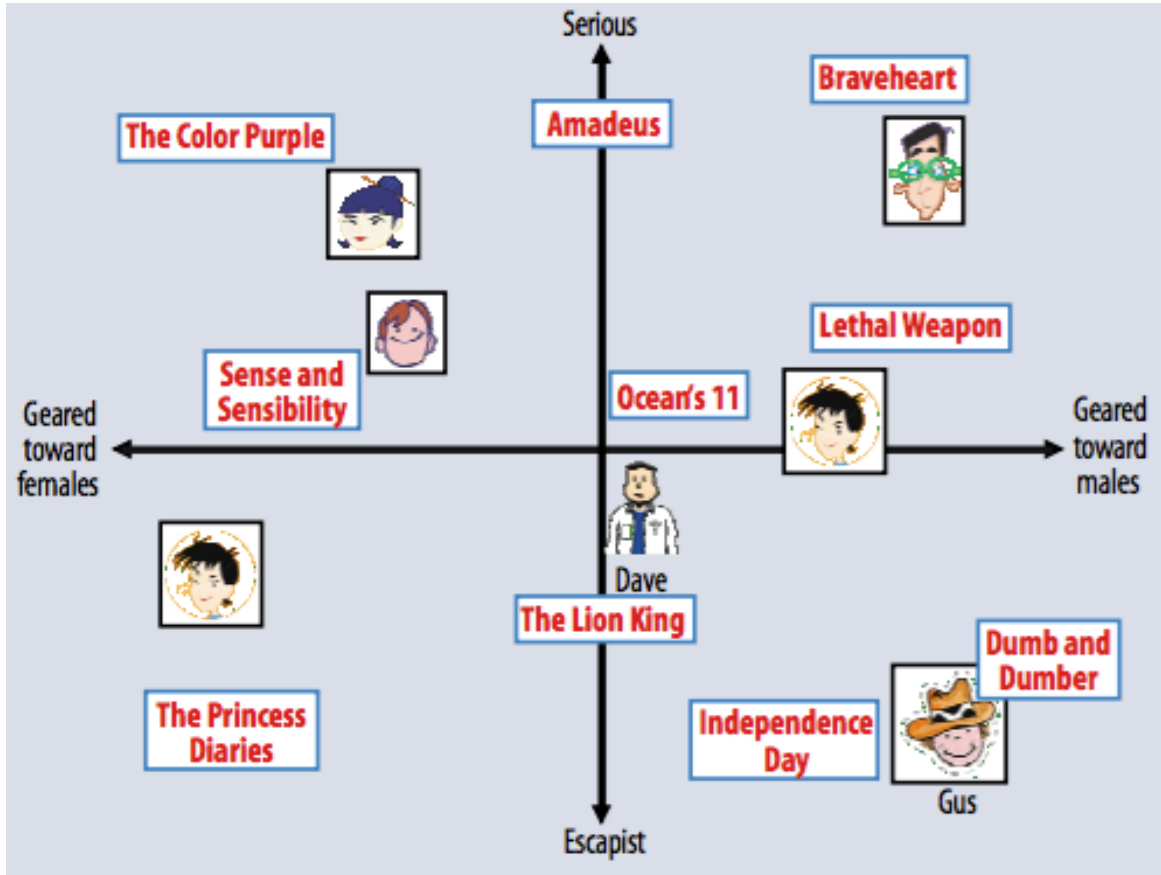 Serious
Braveheart
The Color Purple
Amadeus
Lethal Weapon
Sense and
Sensibility
Ocean's 11
Geared
toward
females
Geared
toward
males
Dave
The Lion King
Dumb and
Dumber
The Princess
Diaries
Independence
Day
Gus
Escapist